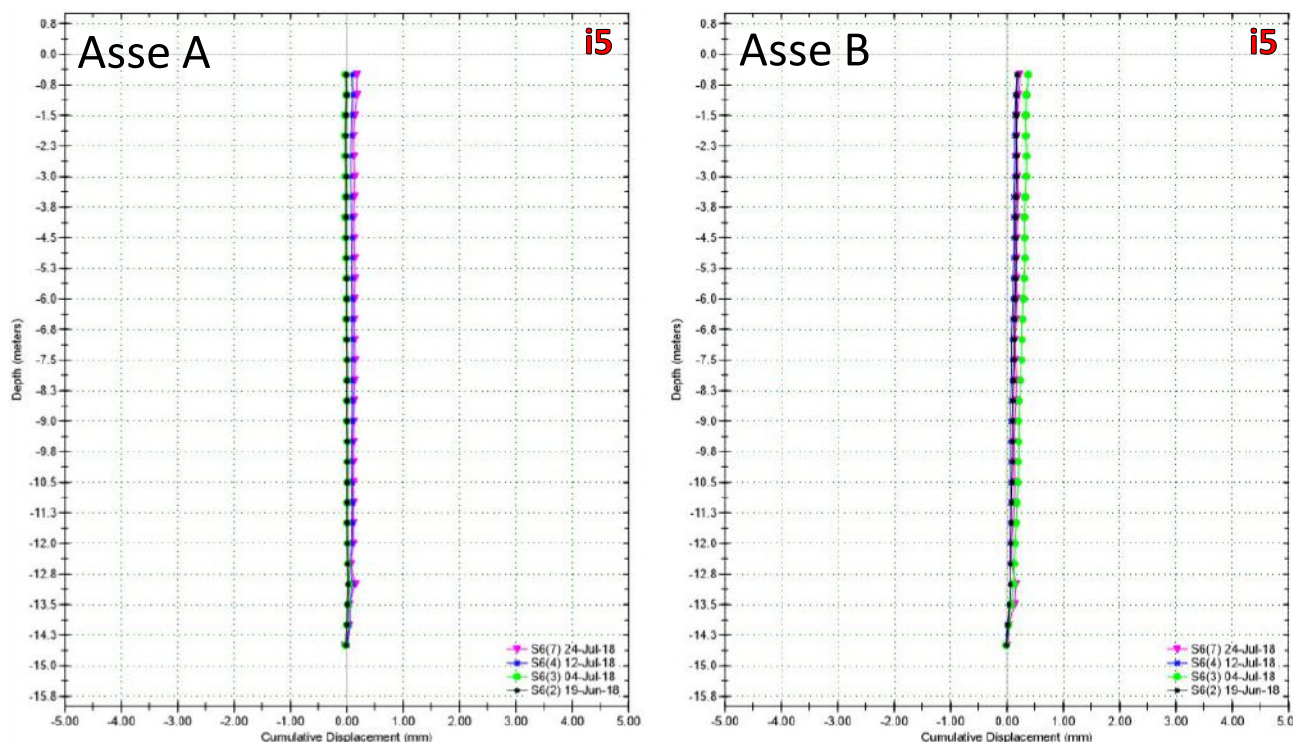 Asse A
i5
0.8
0.0
-0.8
-1.5
-2.3
-3.0
-3.8
-4.5
-5.3
-6.0
-6.8
-7.5
-8.3
-9.0
-9.8
-10.5
-11.3
-12.0
-12.8
-13.5
-14.3
-15.0
-15.8
Depth (meters)
S6(7) 24-Jul-18
S6(4) 12-Jul-18
S6(3) 04-Jul-18
S6(2) 19-Jun-18
-5.00 -4.00 -3.00 -2.00 -1.00 0.00 1.00 2.00 3.00 4.00 5.00
Cumulative Displacement (mm)
Asse B
i5
0.8
0.0
-0.8
-1.5
-2.3
-3.0
-3.8
-4.5
-5.3
-6.0
-6.8
-7.5
-8.3
-9.0
-9.8
-10.5
-11.3
-12.0
-12.8
-13.5
-14.3
-15.0
-15.8
Depth (meters)
S6(7) 24-Jul-18
S6(4) 12-Jul-18
S6(3) 04-Jul-18
S6(2) 19-Jun-18
-5.00 -4.00 -3.00 -2.00 -1.00 0.00 1.00 2.00 3.00 4.00 5.0
Cumulative Displacement (mm)